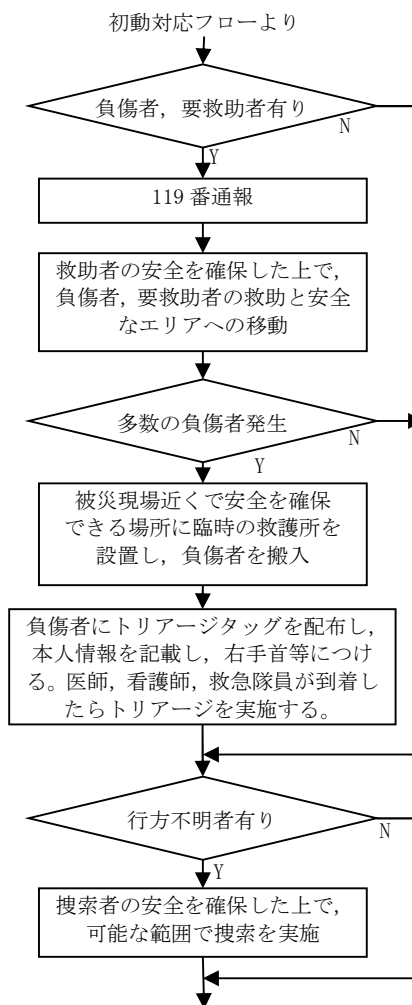 初動対応フローより
負傷者，要救助者有り
N
Y
119 番通報
救助者の安全を確保した上で，
負傷者，要救助者の救助と安全
なエリアへの移動
多数の負傷者発生
N
Y
被災現場近くで安全を確保
できる場所に臨時の救護所を
設置し，負傷者を搬入
負傷者にトリアージタッグを配布し，
本人情報を記載し，右手首等につけ
る。医師，看護師，救急隊員が到着し
たらトリアージを実施する。
行方不明者有り
N
Y
捜索者の安全を確保した上で，
可能な範囲で捜索を実施